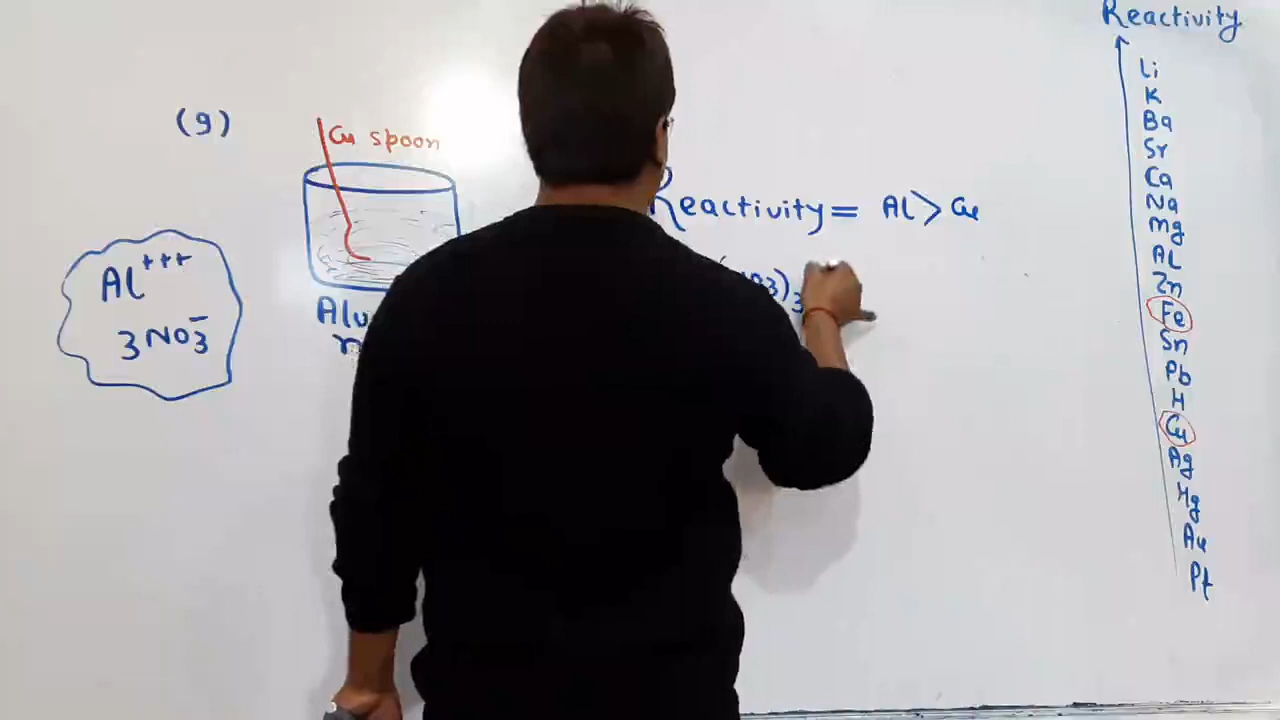 (9)
Cu spoon
Al+++
3NO3-
Reactivity = Al > Cu
Reactivity
Li
K
Ba
Sr
Ca
Na
Mg
Al
Zn
Fe
Sn
Pb
H
Cu
Ag
Hg
Au
Pt